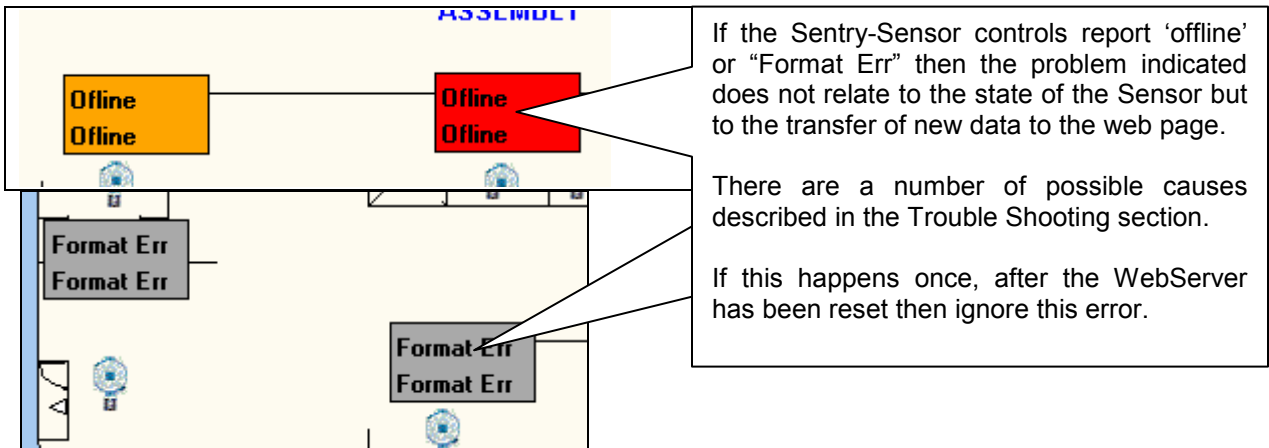 ASSEMBLY
Ofline
Ofline
Ofline
Ofline
Format Err
Format Err
Format Err
Format Err
If the Sentry-Sensor controls report ‘offline’
or “Format Err” then the problem indicated
does not relate to the state of the Sensor but
to the transfer of new data to the web page.
There are a number of possible causes
described in the Trouble Shooting section.
If this happens once, after the WebServer
has been reset then ignore this error.